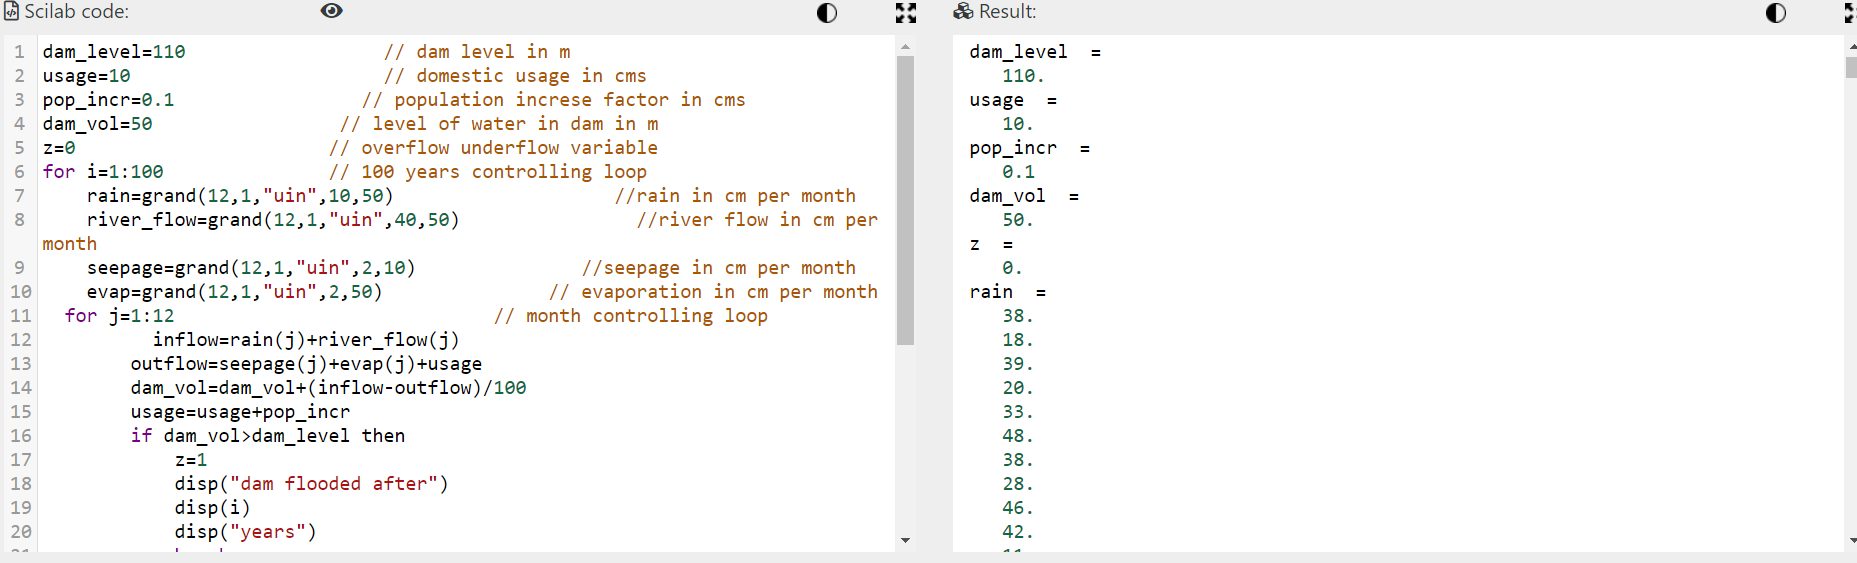 Scilab code:
1 dam_level=110 // dam level in m
2 usage=10 // domestic usage in cms
3 pop_incr=0.1 // population increse factor in cms
4 dam_vol=50 // level of water in dam in m
5 z=0 // overflow underflow variable
6 for i=1:100 // 100 years controlling loop
7 rain=grand(12,1,"uin",10,50) //rain in cm per month
8 river_flow=grand(12,1,"uin",40,50) //river flow in cm per
month
9 seepage=grand(12,1,"uin",2,10) //seepage in cm per month
10 evap=grand(12,1,"uin",2,50) // evaporation in cm per month
11 for j=1:12 // month controlling loop
12 inflow=rain(j)+river_flow(j)
13 outflow=seepage(j)+evap(j)+usage
14 dam_vol=dam_vol+(inflow-outflow)/100
15 usage=usage+pop_incr
16 if dam_vol>dam_level then
17 z=1
18 disp("dam flooded after")
19 disp(i)
20 disp("years")
Result:
dam_level =
110.
usage =
10.
pop_incr =
0.1
dam_vol =
50.
z =
0.
rain =
38.
18.
39.
20.
33.
48.
38.
28.
46.
42.